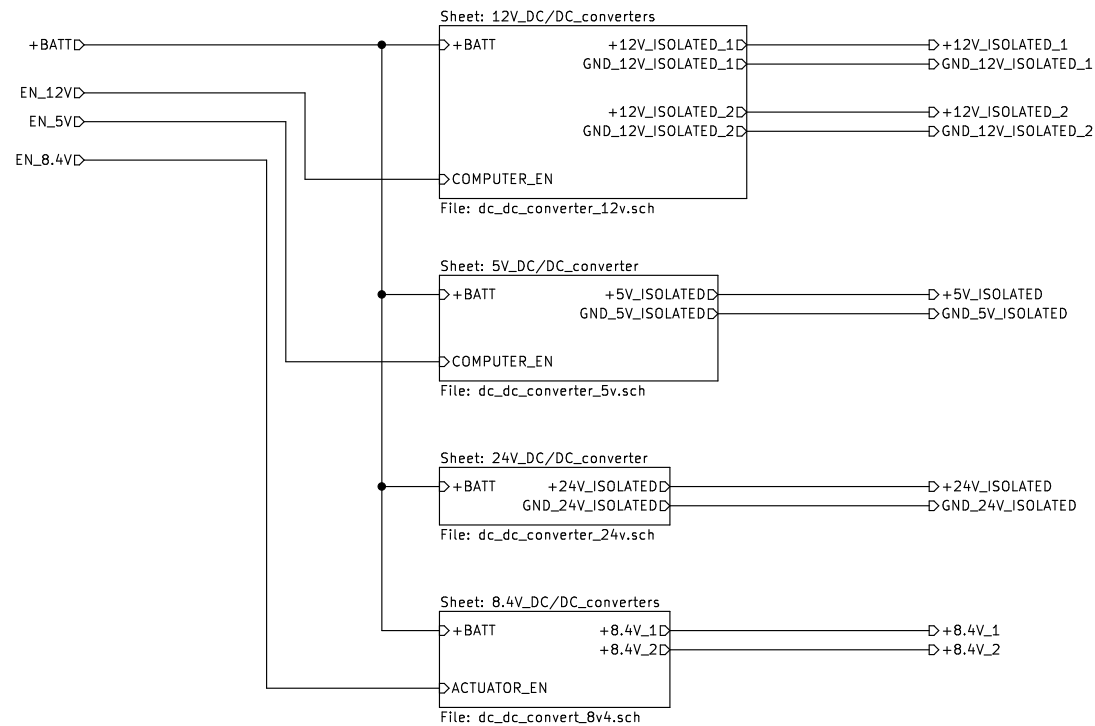 Sheet: 12V_DC/DC_converters
+BATT
+BATT
+12V_ISOLATED_1
+12V_ISOLATED_1
GND_12V_ISOLATED_1
GND_12V_ISOLATED_1
EN_12V
+12V_ISOLATED_2
+12V_ISOLATED_2
EN_5V
GND_12V_ISOLATED_2
GND_12V_ISOLATED_2
EN_8.4V
COMPUTER_EN
File: dc_dc_converter_12v.sch
Sheet: 5V_DC/DC_converter
+BATT
+5V_ISOLATED
+5V_ISOLATED
GND_5V_ISOLATED
GND_5V_ISOLATED
COMPUTER_EN
File: dc_dc_converter_5v.sch
Sheet: 24V_DC/DC_converter
+BATT
+24V_ISOLATED
+24V_ISOLATED
GND_24V_ISOLATED
GND_24V_ISOLATED
File: dc_dc_converter_24v.sch
Sheet: 8.4V_DC/DC_converters
+BATT
+8.4V_1
+8.4V_1
+8.4V_2
+8.4V_2
ACTUATOR_EN
File: dc_dc_convert_8v4.sch